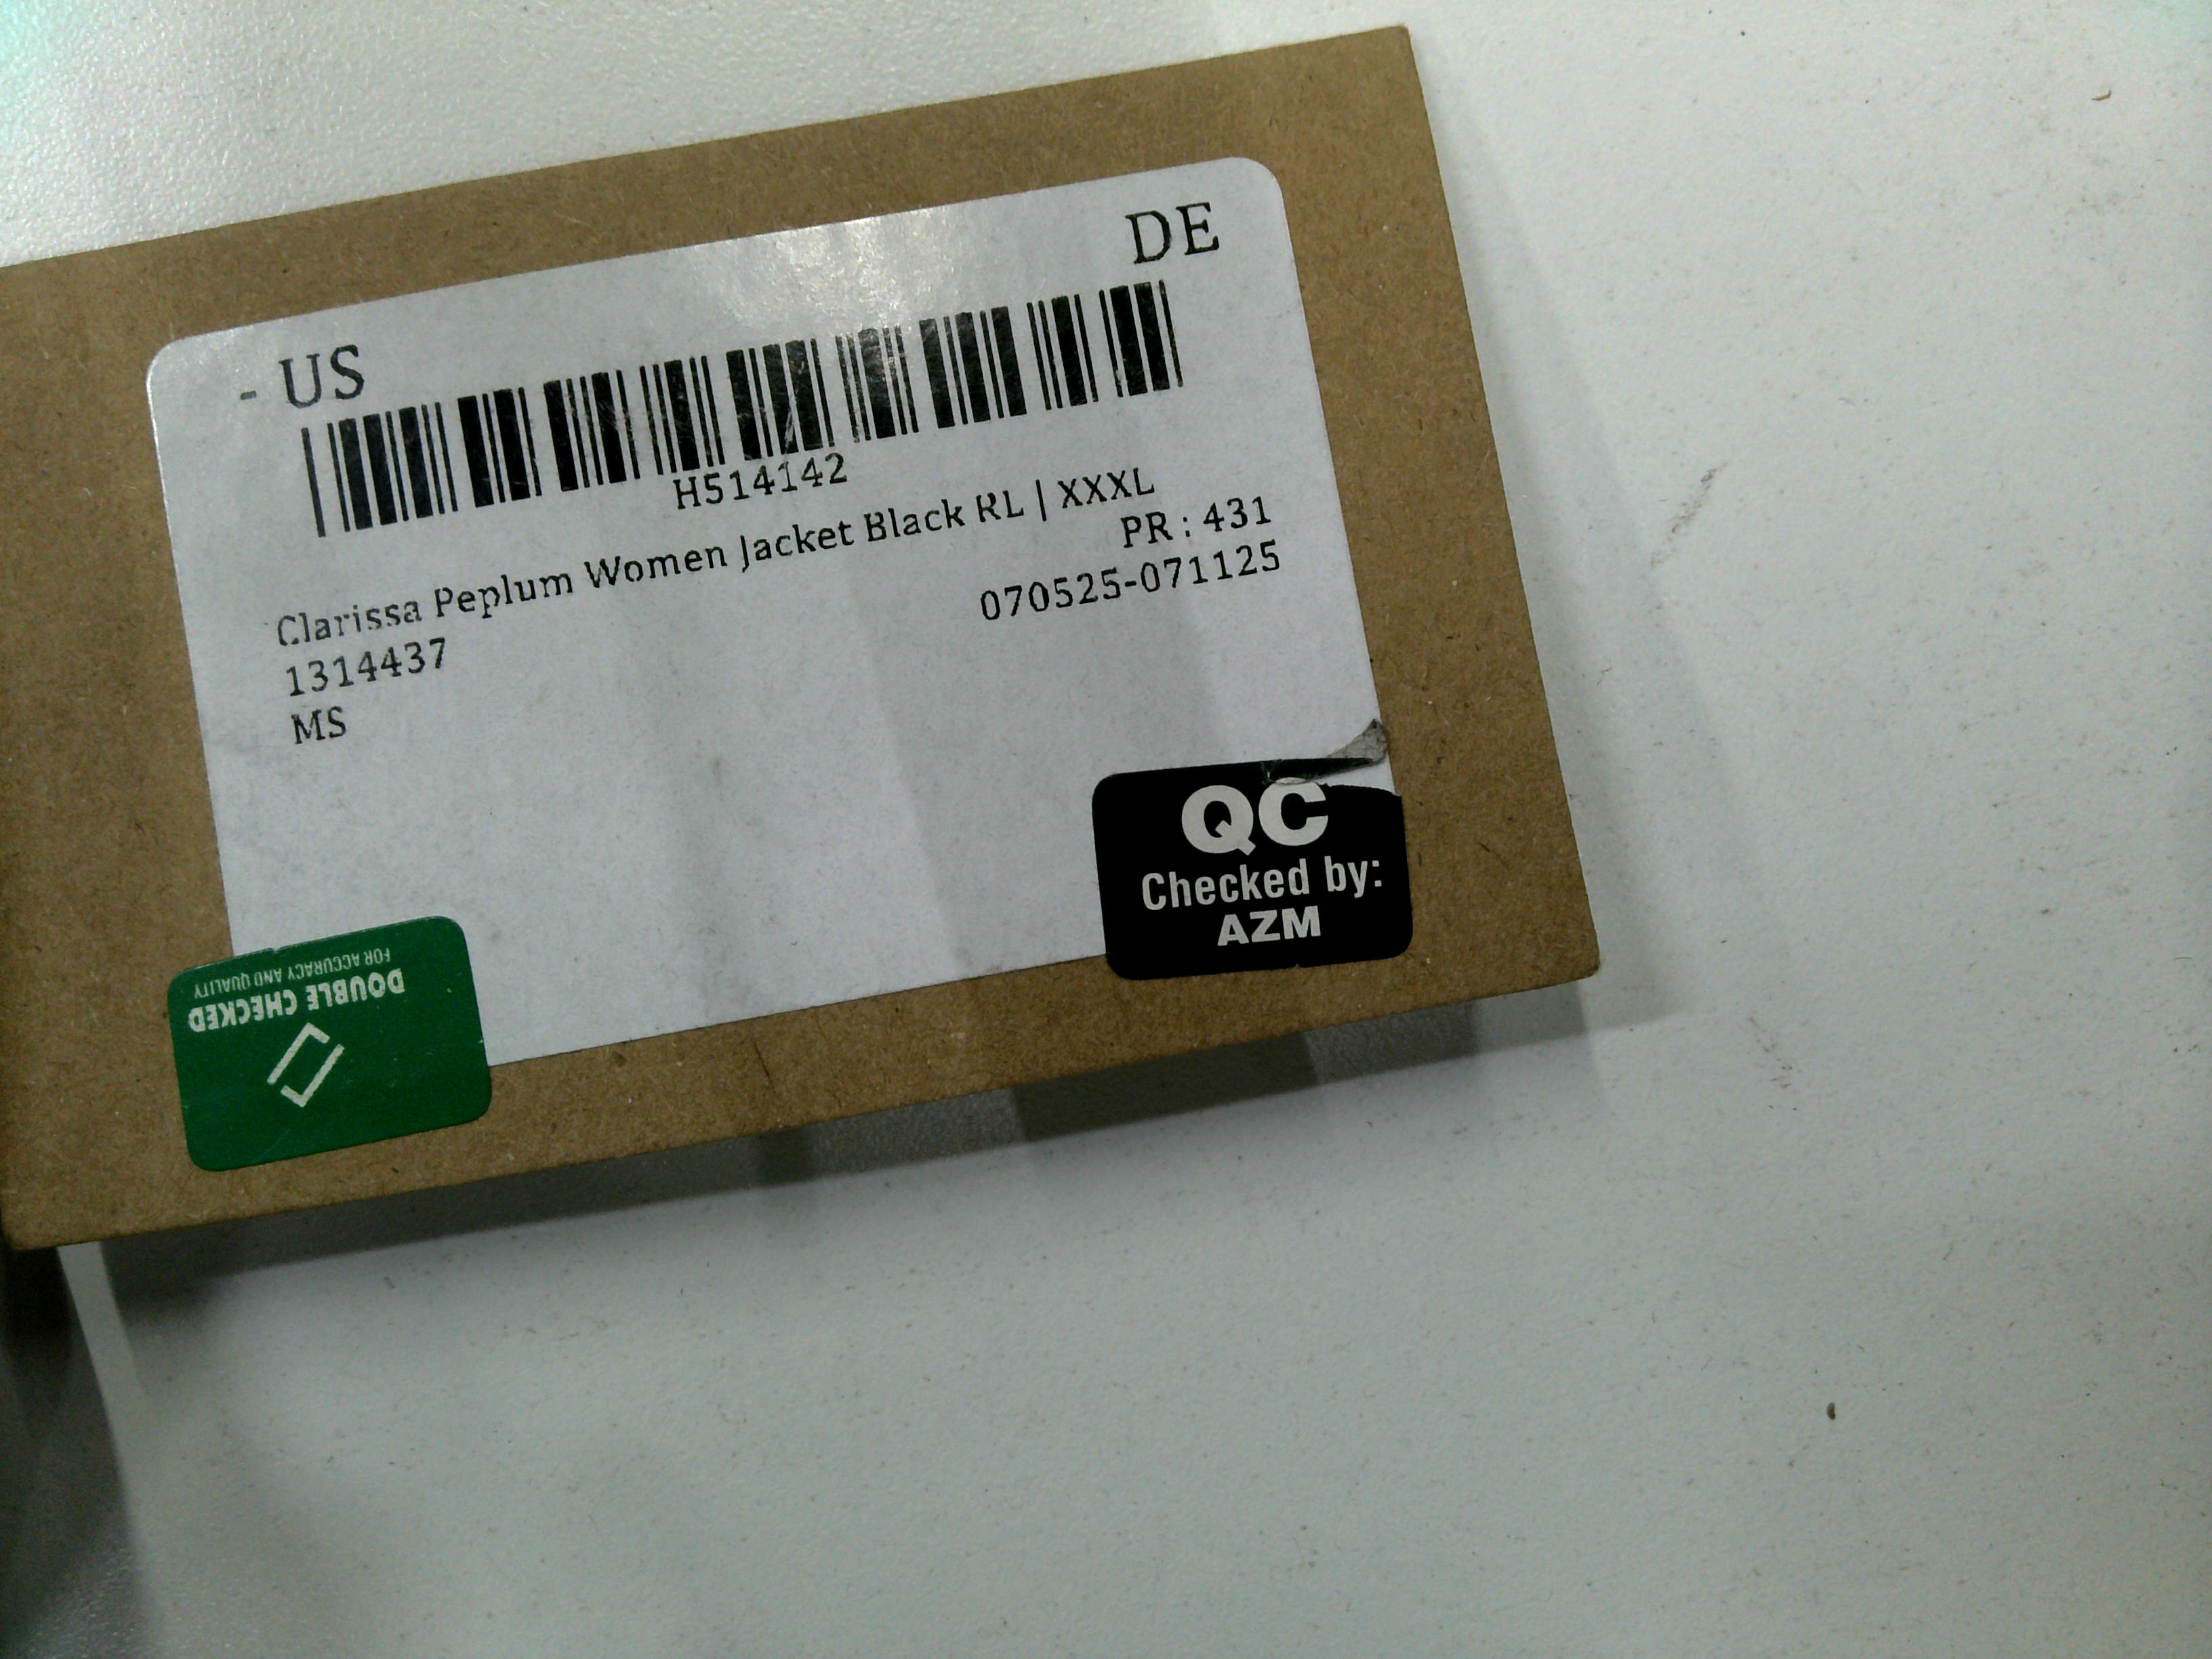 - US DE
H514142
Clarissa Peplum Women Jacket Black RL | XXXL
PR : 431
1314437 070525-071125
MS
QC
Checked by:
AZM
DOUBLE CHECKED
FOR ACCURACY AND QUALITY